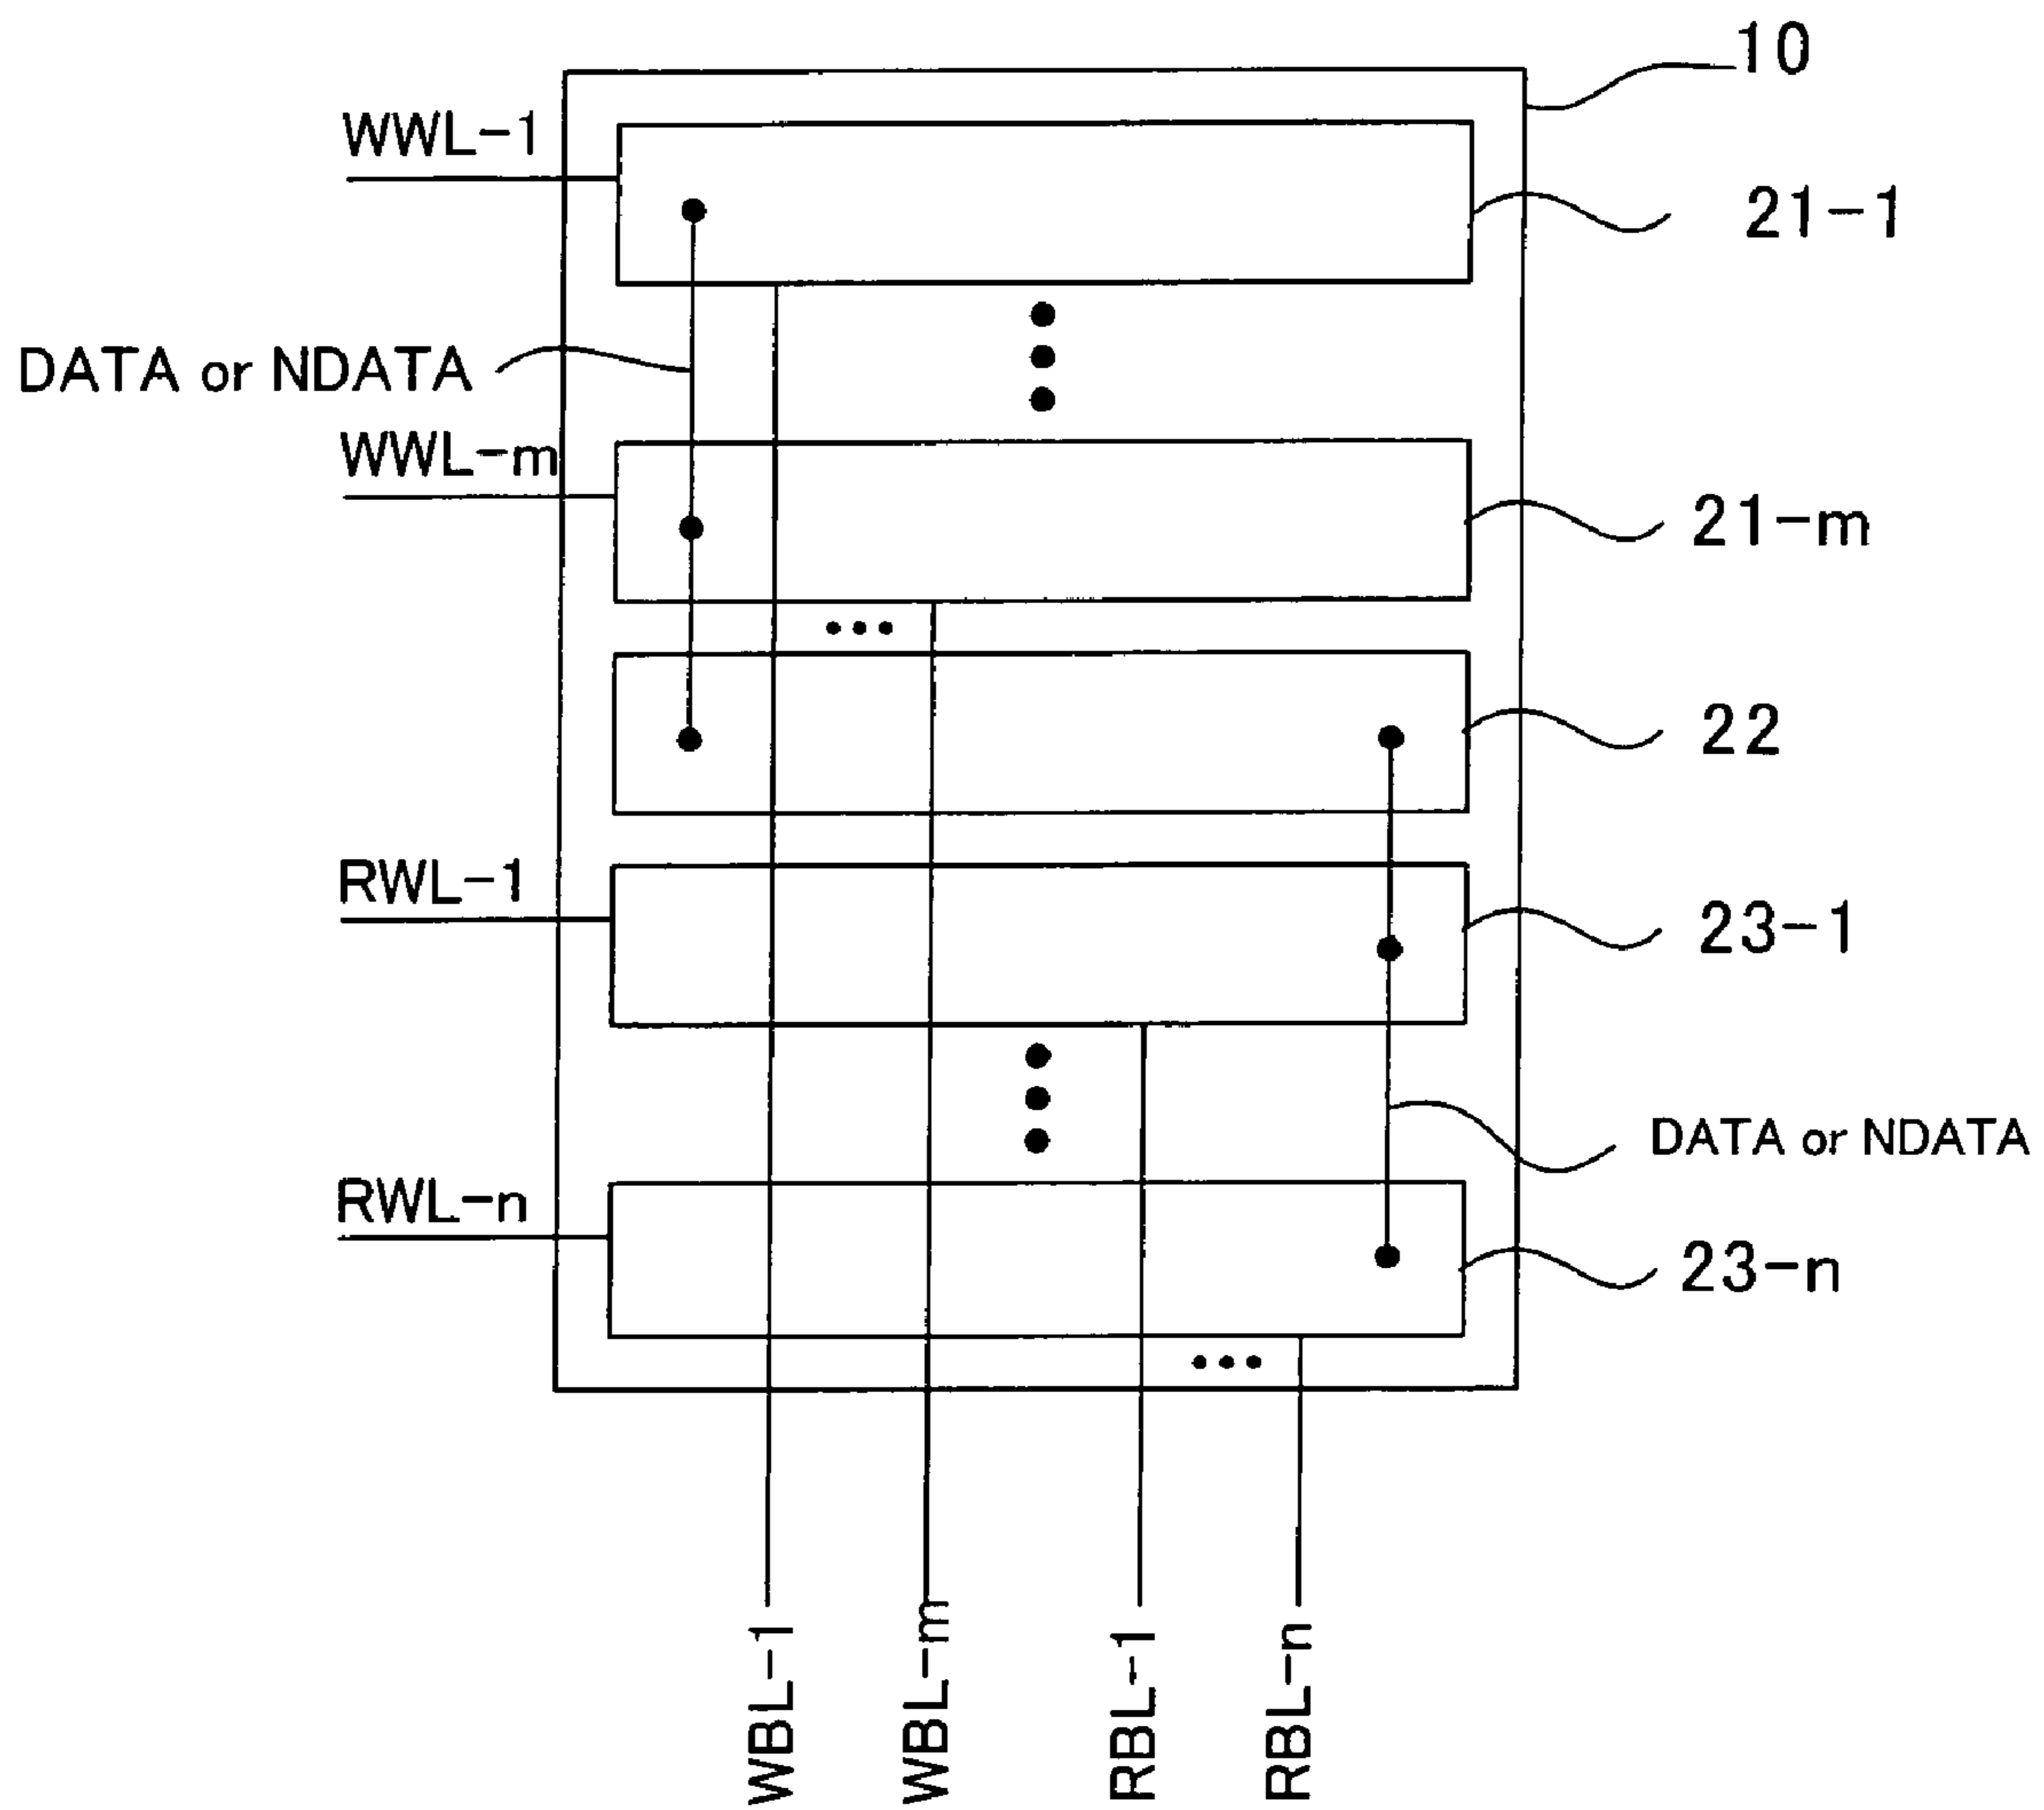 10
WWL-1
21-1
DATA or NDATA
WWL-m
21-m
22
RWL-1
23-1
DATA or NDATA
RWL-n
23-n
WBL-1
WBL-m
RBL-1
RBL-n